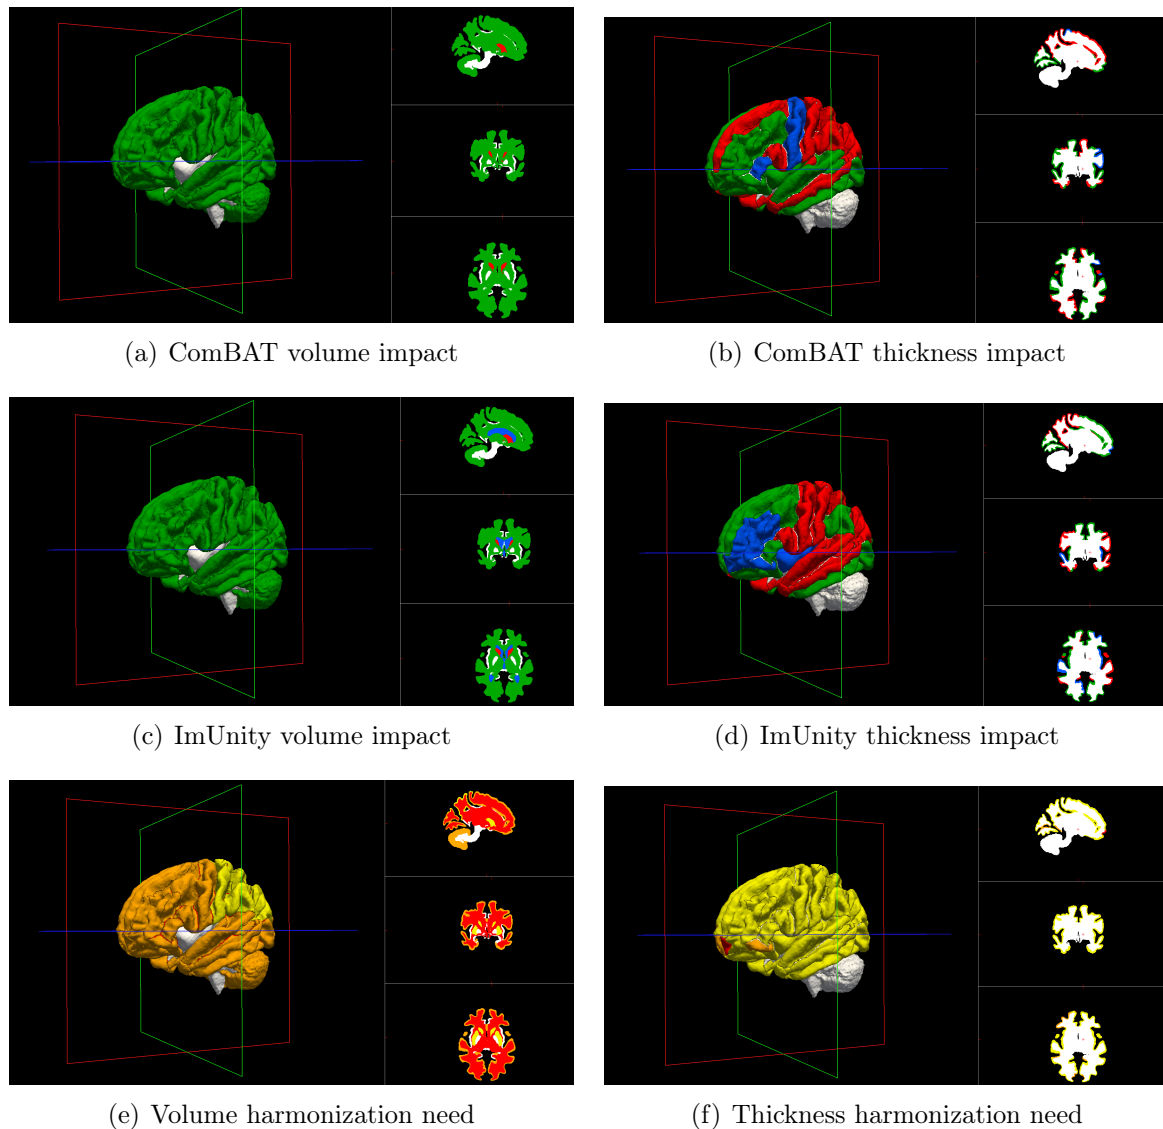 (a) ComBAT volume impact
(b) ComBAT thickness impact
(c) ImUnity volume impact
(d) ImUnity thickness impact
(e) Volume harmonization need
(f) Thickness harmonization need